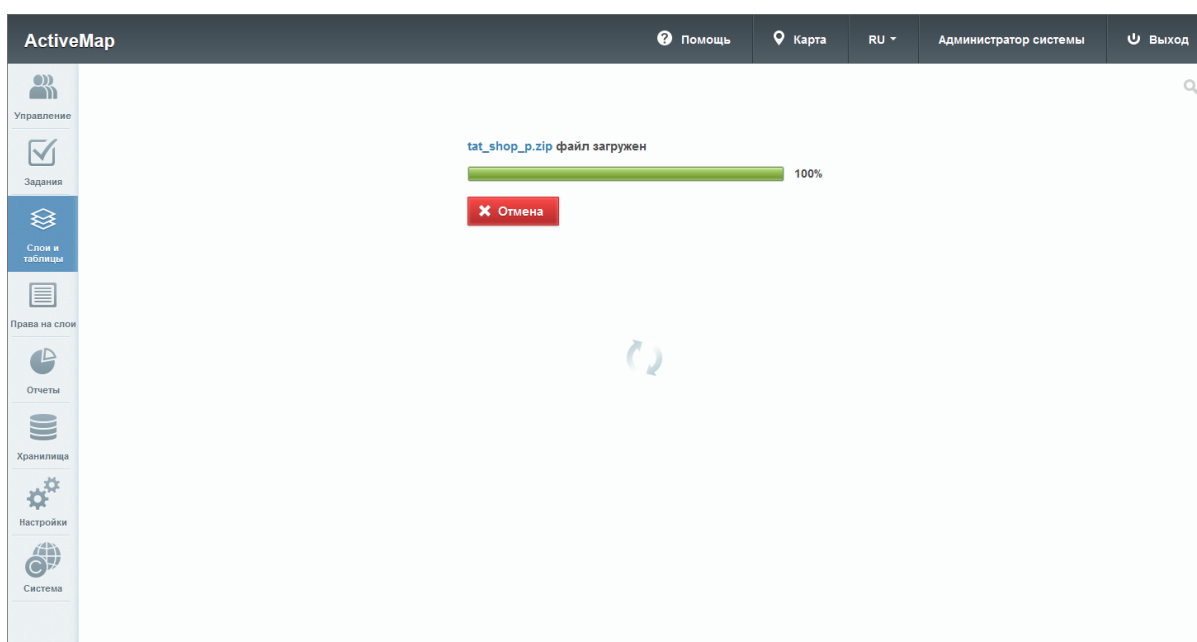 ActiveMap
Помощь
Карта
RU
Администратор системы
Выход
Управление
Задания
Слои и
таблицы
Права на слои
Отчеты
Хранилища
Настройки
Система
tat_shop_p.zip файл загружен
100%
Отмена